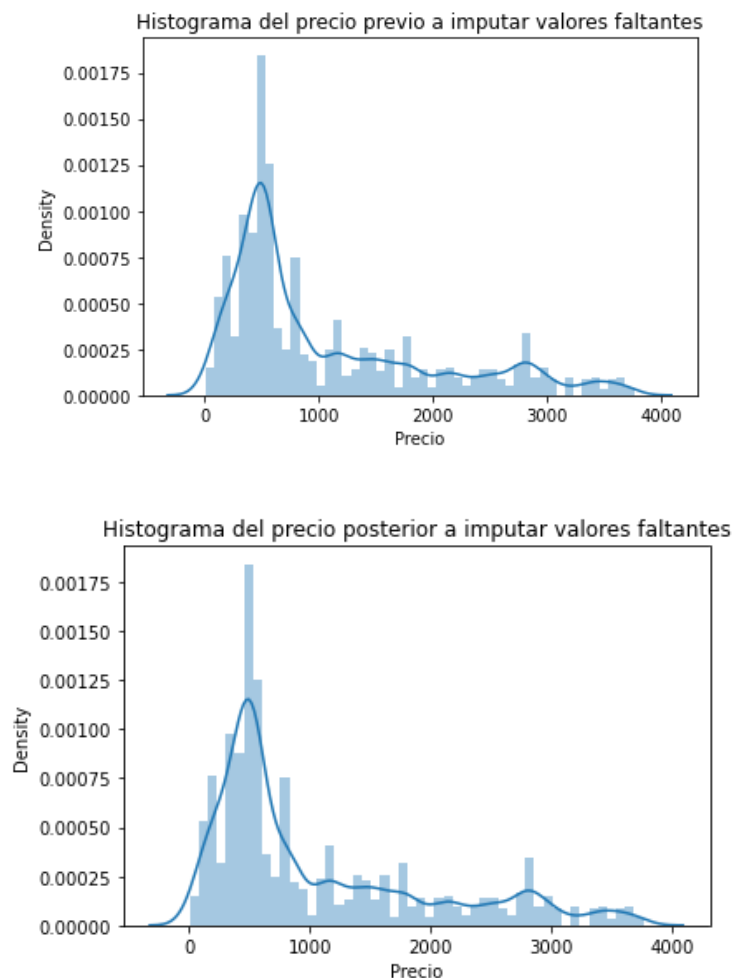 Histograma del precio previo a imputar valores faltantes
0.00175
0.00150
0.00125
0.00100
0.00075
0.00050
0.00025
0.00000
Density
0 1000 2000 3000 4000
Precio
Histograma del precio posterior a imputar valores faltantes
0.00175
0.00150
0.00125
0.00100
0.00075
0.00050
0.00025
0.00000
Density
0 1000 2000 3000 4000
Precio